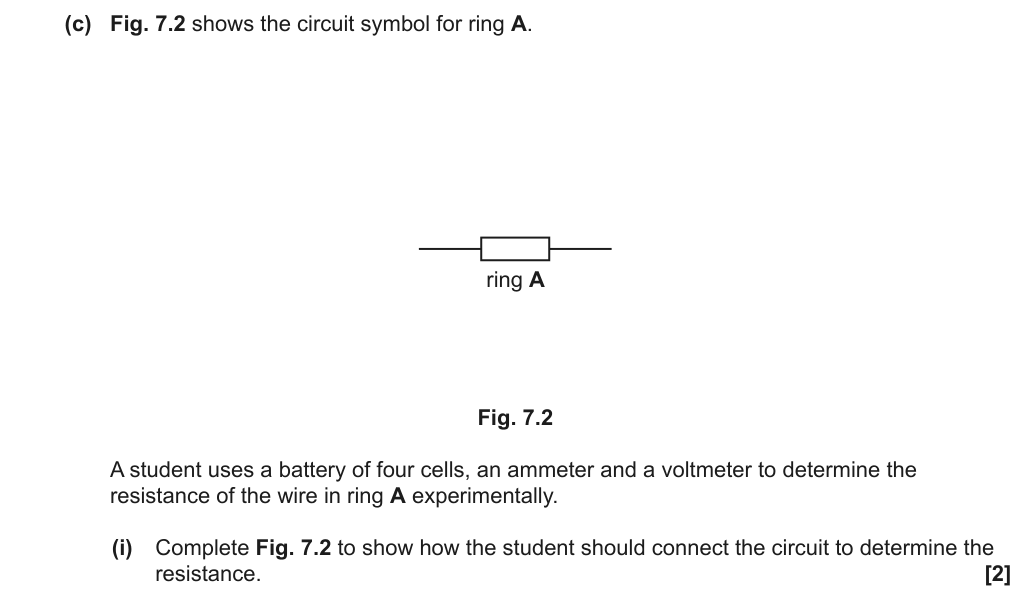 (c) Fig. 7.2 shows the circuit symbol for ring A.
ring A
Fig. 7.2
A student uses a battery of four cells, an ammeter and a voltmeter to determine the
resistance of the wire in ring A experimentally.
(i) Complete Fig. 7.2 to show how the student should connect the circuit to determine the
resistance. [2]